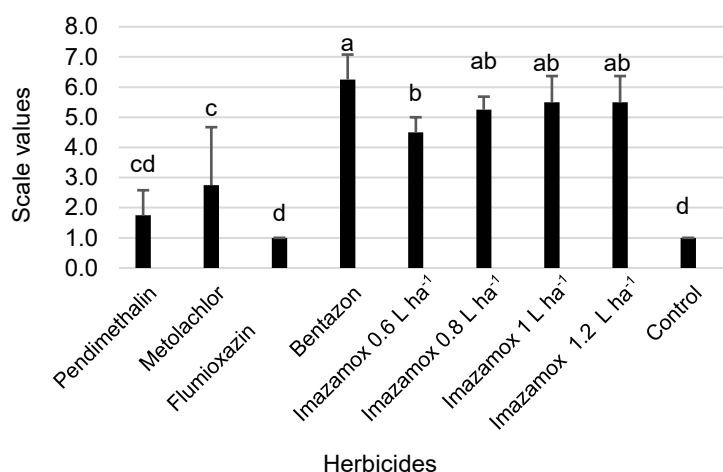 8.0
7.0
6.0
5.0
4.0
3.0
2.0
1.0
0.0
Scale values
cd
c
d
a
b
ab
ab
ab
d
Pendimethalin
Metolachlor
Flumioxazin
Bentazon
Imazamox 0.6 L ha⁻¹
Imazamox 0.8 L ha⁻¹
Imazamox 1 L ha⁻¹
Imazamox 1.2 L ha⁻¹
Control
Herbicides